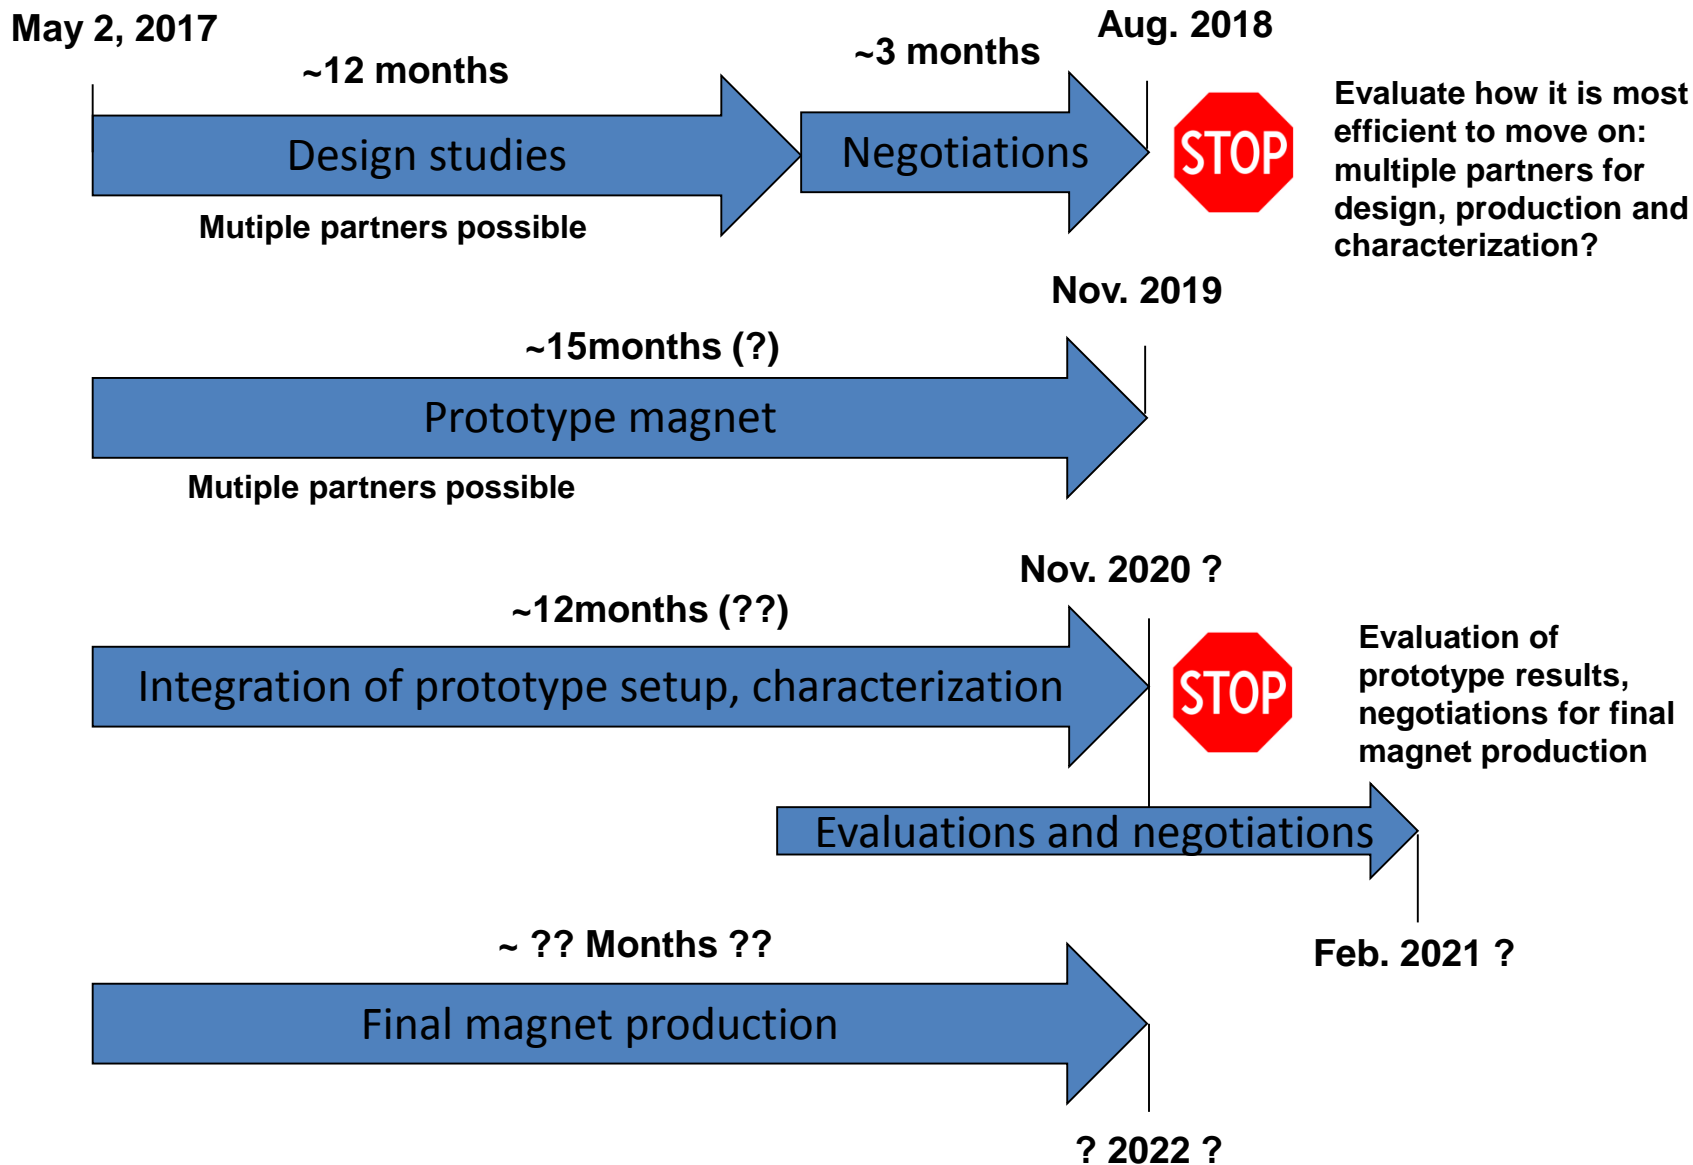 May 2, 2017
Aug. 2018
~12 months
~3 months
Design studies
Negotiations
STOP
Evaluate how it is most
efficient to move on:
multiple partners for
design, production and
characterization?
Mutiple partners possible
Nov. 2019
~15months (?)
Prototype magnet
Mutiple partners possible
Nov. 2020 ?
~12months (??)
Integration of prototype setup, characterization
STOP
Evaluation of
prototype results,
negotiations for final
magnet production
Evaluations and negotiations
Feb. 2021 ?
~ ?? Months ??
Final magnet production
? 2022 ?